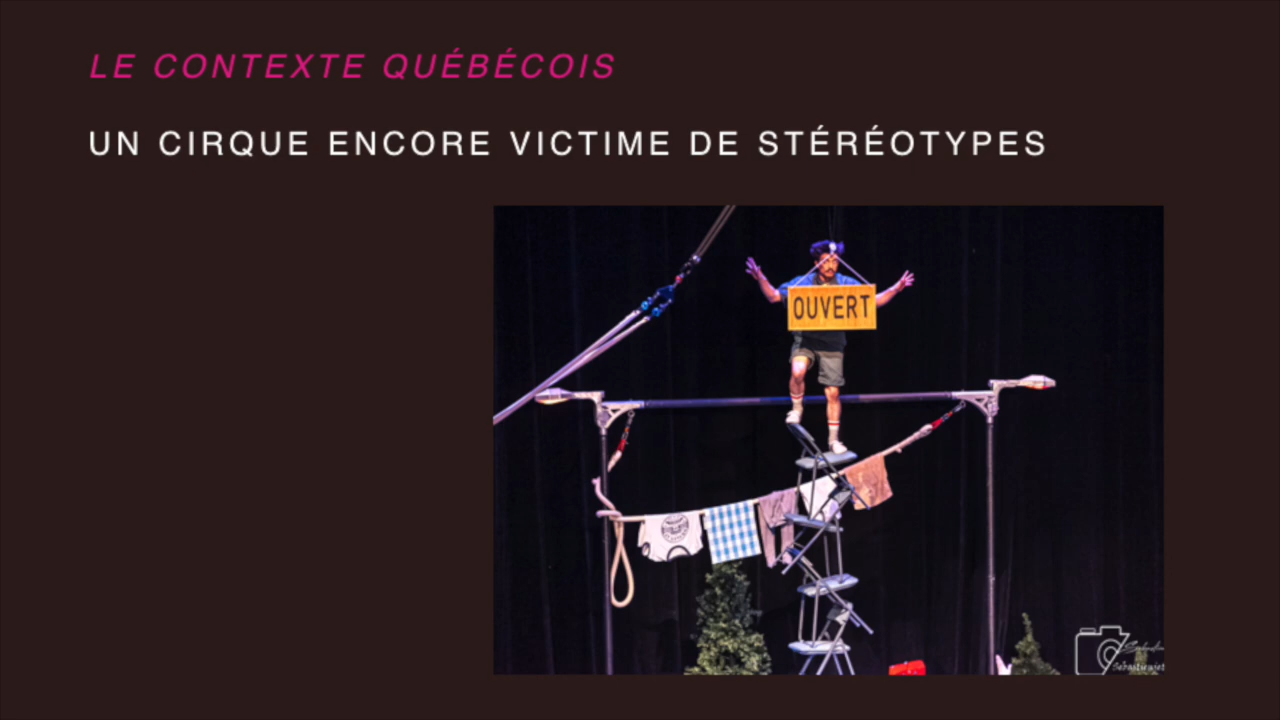 LE CONTEXTE QUÉBÉCOIS
UN CIRQUE ENCORE VICTIME DE STÉRÉOTYPES
OUVERT